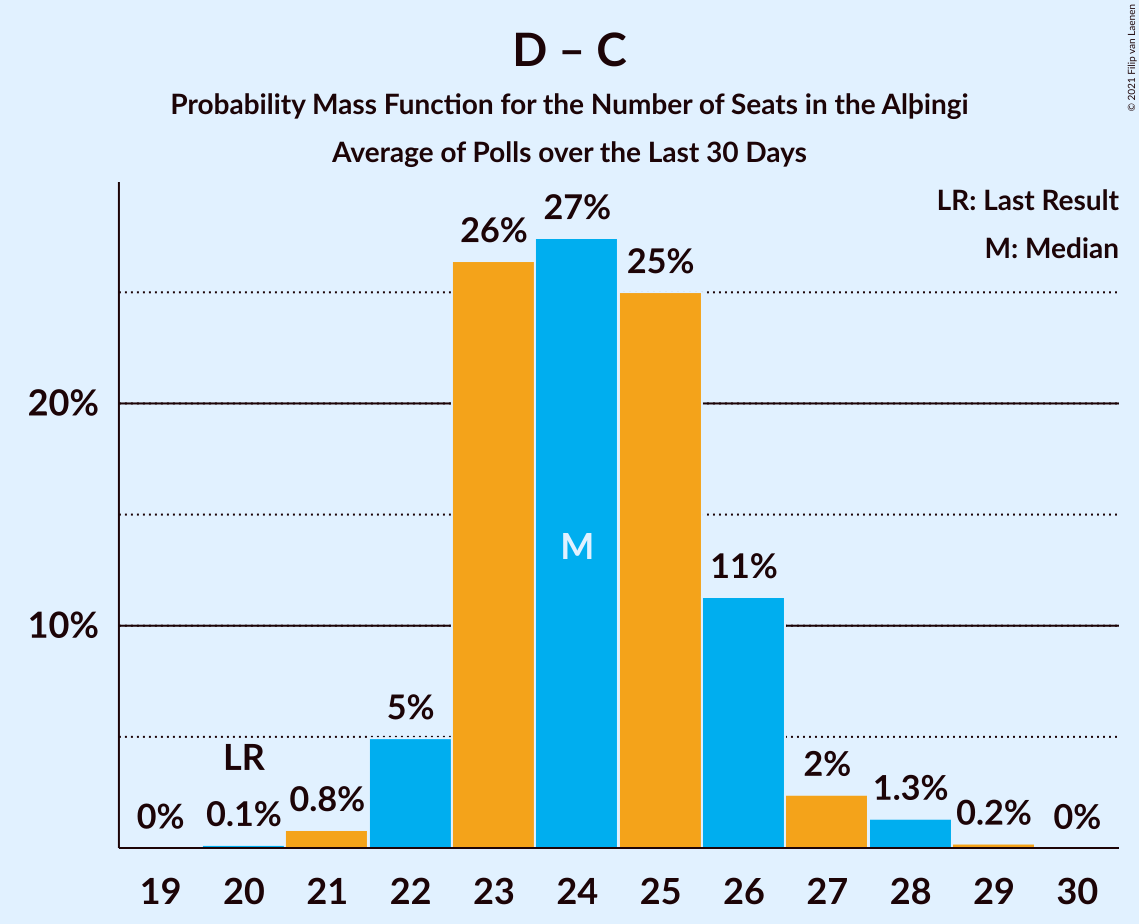 D – C
Probability Mass Function for the Number of Seats in the Alþingi
Average of Polls over the Last 30 Days
© 2021 Filip van Laenen
LR: Last Result
M: Median
20%
10%
0%
0.1%
0.8%
5%
26%
27%
25%
11%
2%
1.3%
0.2%
0%
LR
M
19 20 21 22 23 24 25 26 27 28 29 30